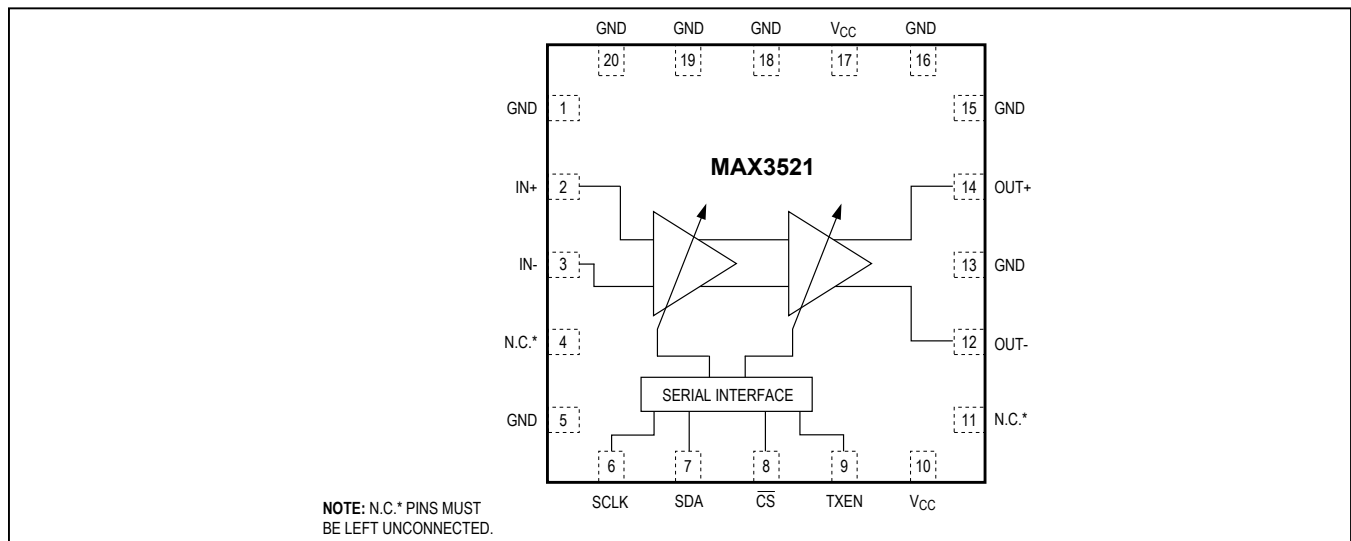 GND GND GND VCC GND
20 19 18 17 16
GND 1 15 GND
MAX3521
IN+ 2 14 OUT+
IN- 3 13 GND
N.C.* 4 12 OUT-
SERIAL INTERFACE
GND 5 11 N.C.*
6 7 8 9 10
SCLK SDA C̅S̅ TXEN VCC
NOTE: N.C.* PINS MUST
BE LEFT UNCONNECTED.